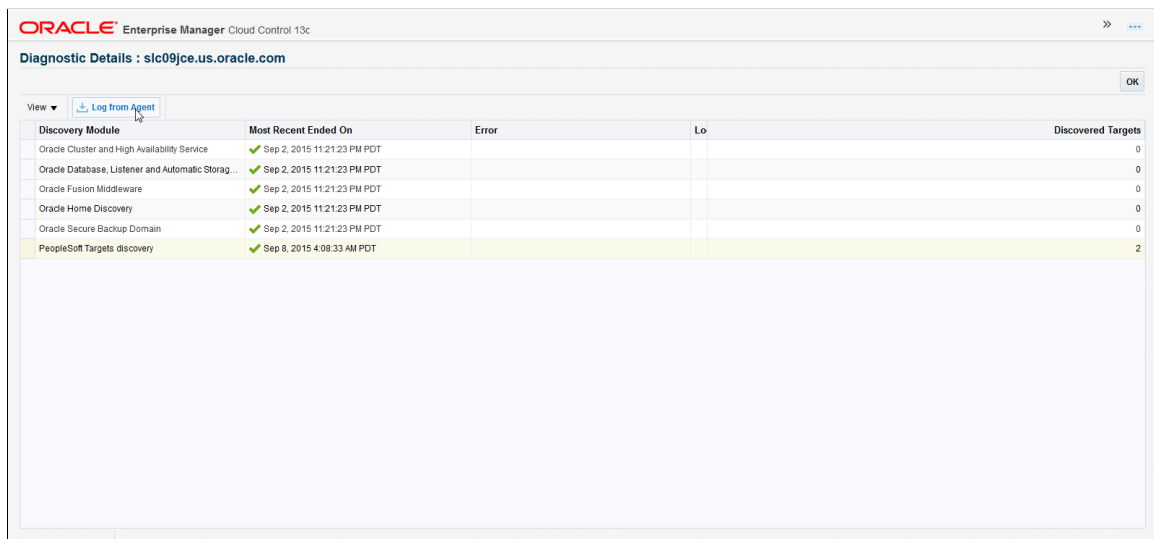 ORACLE Enterprise Manager Cloud Control 13c
Diagnostic Details : slc09jce.us.oracle.com
OK
View Log from Agent
Discovery Module Most Recent Ended On Error Lo Discovered Targets
Oracle Cluster and High Availability Service Sep 2, 2015 11:21:23 PM PDT 0
Oracle Database, Listener and Automatic Storag... Sep 2, 2015 11:21:23 PM PDT 0
Oracle Fusion Middleware Sep 2, 2015 11:21:23 PM PDT 0
Oracle Home Discovery Sep 2, 2015 11:21:23 PM PDT 0
Oracle Secure Backup Domain Sep 2, 2015 11:21:23 PM PDT 0
PeopleSoft Targets discovery Sep 8, 2015 4:08:33 AM PDT 2